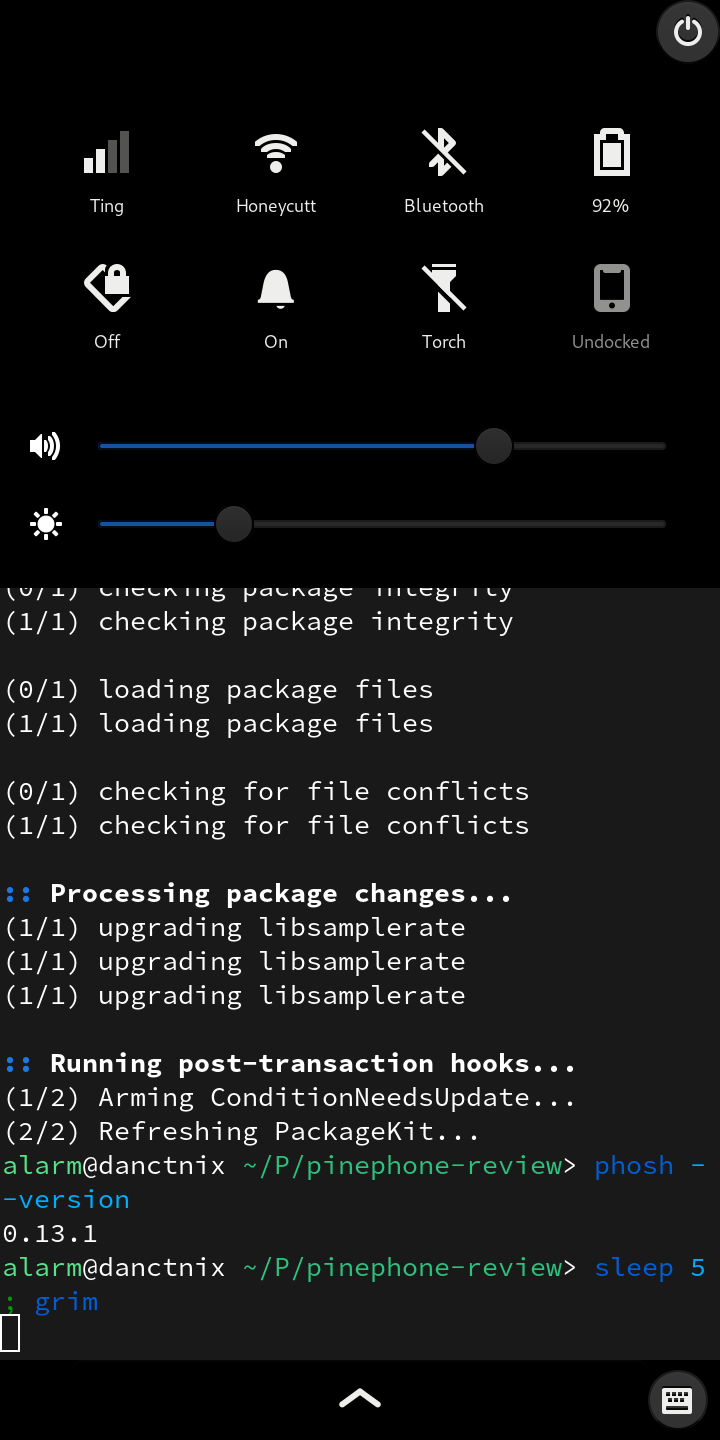 Ting Honeycutt Bluetooth 92%
Off On Torch Undocked
(0/1) checking package integrity
(1/1) checking package integrity
(0/1) loading package files
(1/1) loading package files
(0/1) checking for file conflicts
(1/1) checking for file conflicts
:: Processing package changes...
(1/1) upgrading libsamplerate
(1/1) upgrading libsamplerate
(1/1) upgrading libsamplerate
:: Running post-transaction hooks...
(1/2) Arming ConditionNeedsUpdate...
(2/2) Refreshing PackageKit...
alarm@danctnix ~/P/pinephone-review> phosh -
-version
0.13.1
alarm@danctnix ~/P/pinephone-review> sleep 5
; grim